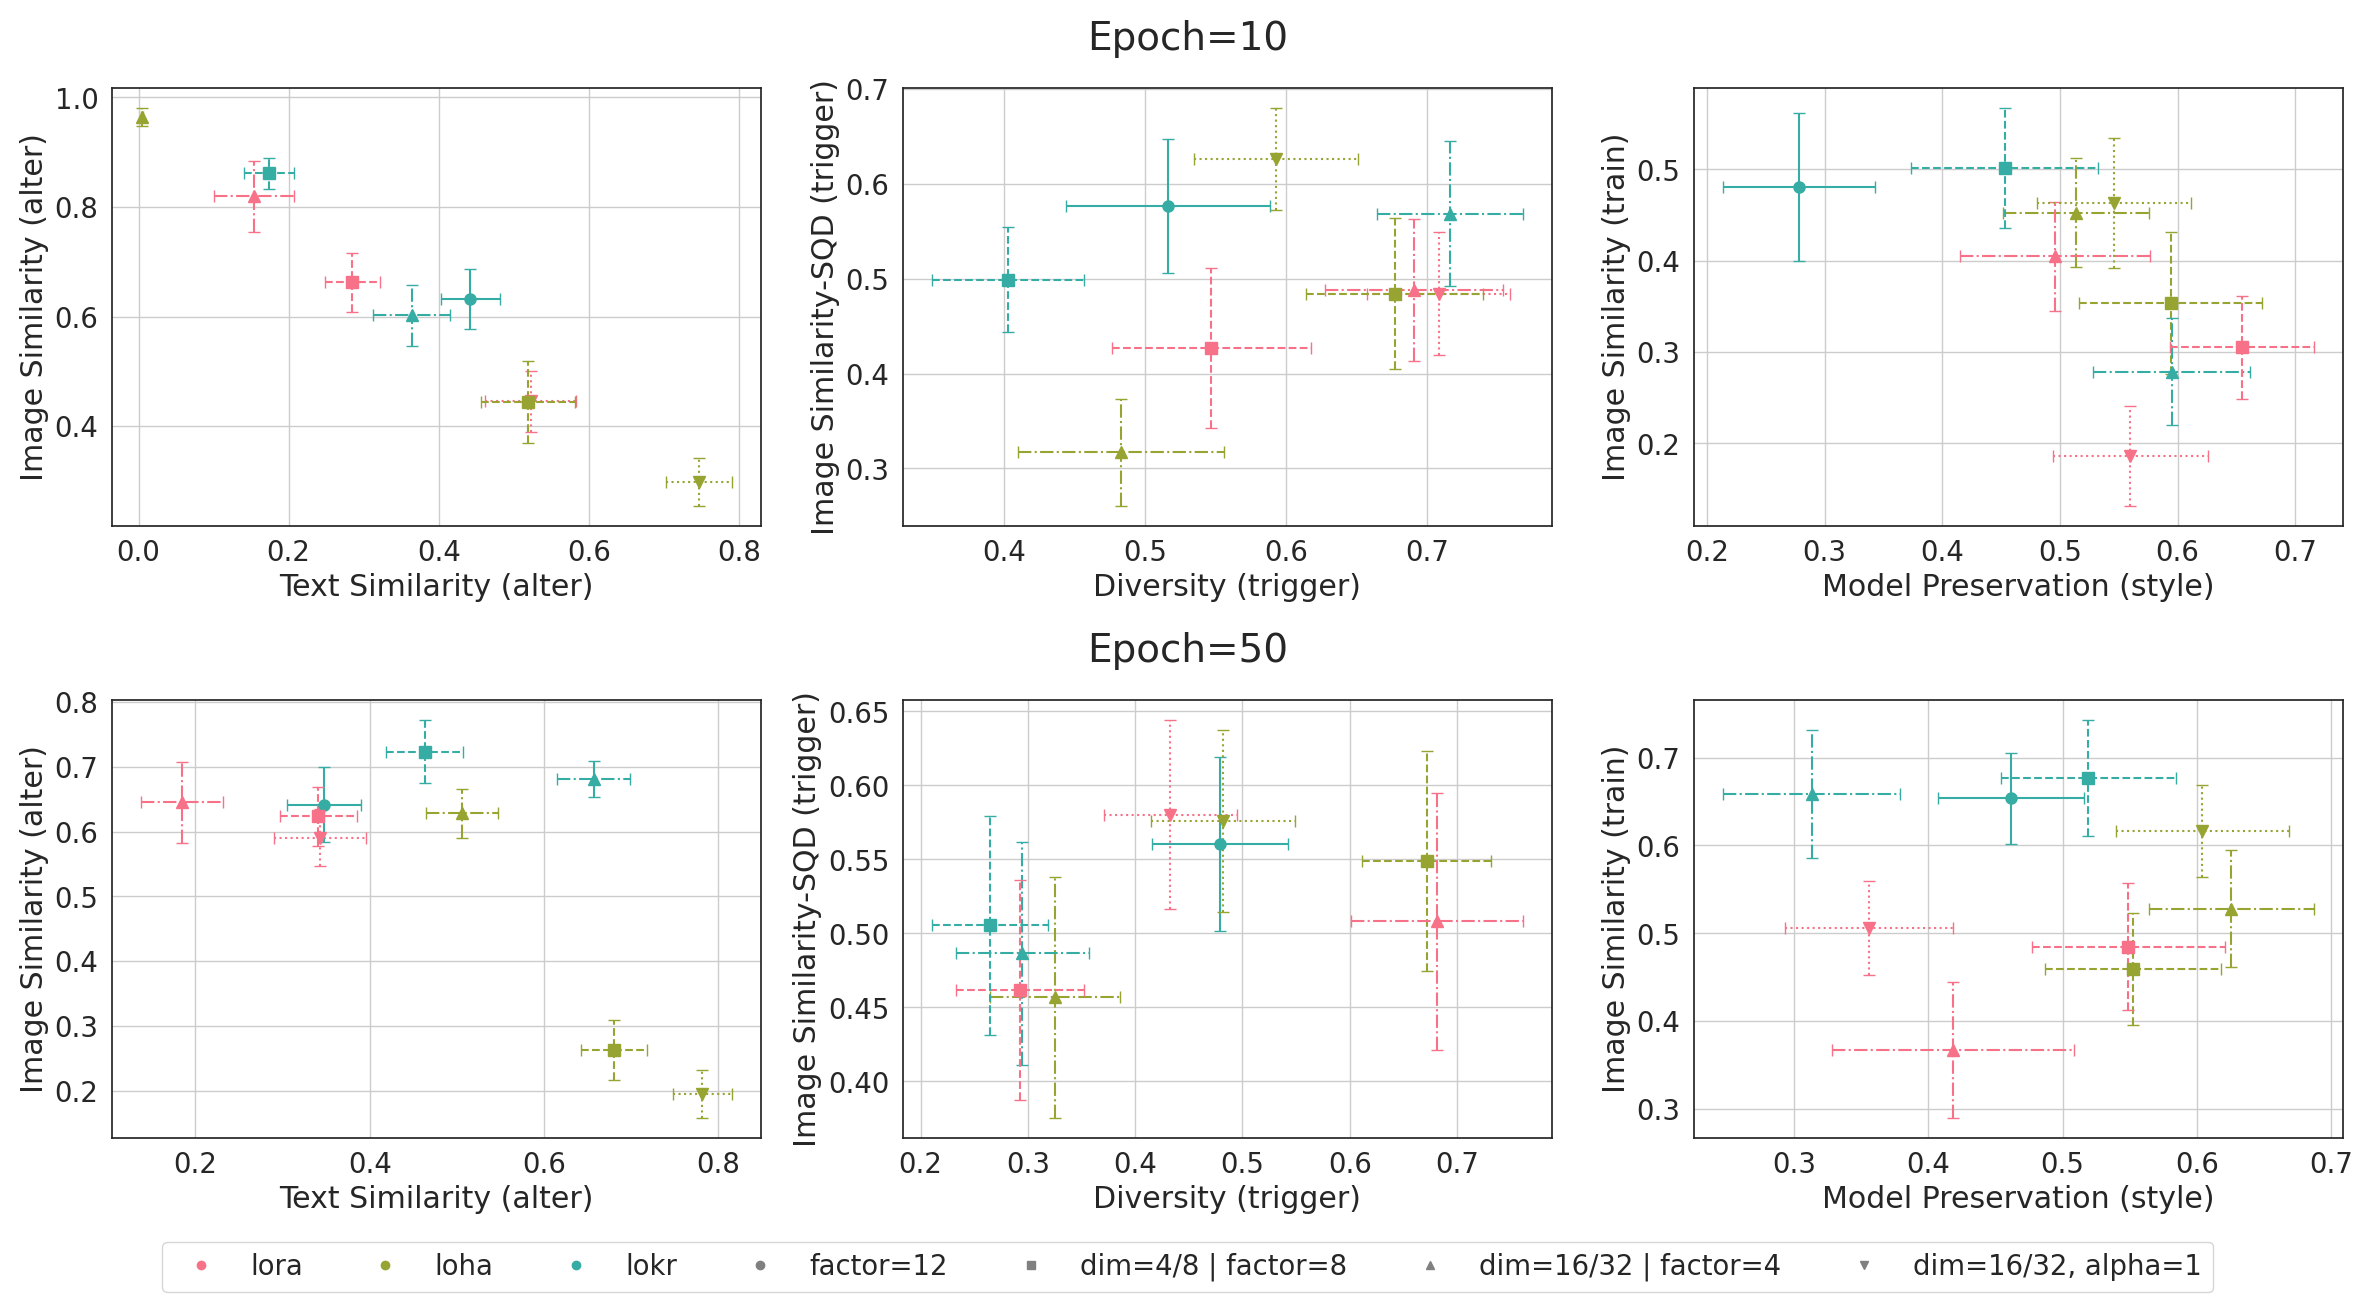 Epoch=10
Image Similarity (alter)
1.0
0.8
0.6
0.4
0.0 0.2 0.4 0.6 0.8
Text Similarity (alter)
Image Similarity-SQD (trigger)
0.7
0.6
0.5
0.4
0.3
0.4 0.5 0.6 0.7
Diversity (trigger)
Image Similarity (train)
0.5
0.4
0.3
0.2
0.2 0.3 0.4 0.5 0.6 0.7
Model Preservation (style)
Epoch=50
Image Similarity (alter)
0.8
0.7
0.6
0.5
0.4
0.3
0.2
0.2 0.4 0.6 0.8
Text Similarity (alter)
Image Similarity-SQD (trigger)
0.65
0.60
0.55
0.50
0.45
0.40
0.2 0.3 0.4 0.5 0.6 0.7
Diversity (trigger)
Image Similarity (train)
0.7
0.6
0.5
0.4
0.3
0.3 0.4 0.5 0.6 0.7
Model Preservation (style)
lora loha lokr factor=12 dim=4/8 | factor=8 dim=16/32 | factor=4 dim=16/32, alpha=1